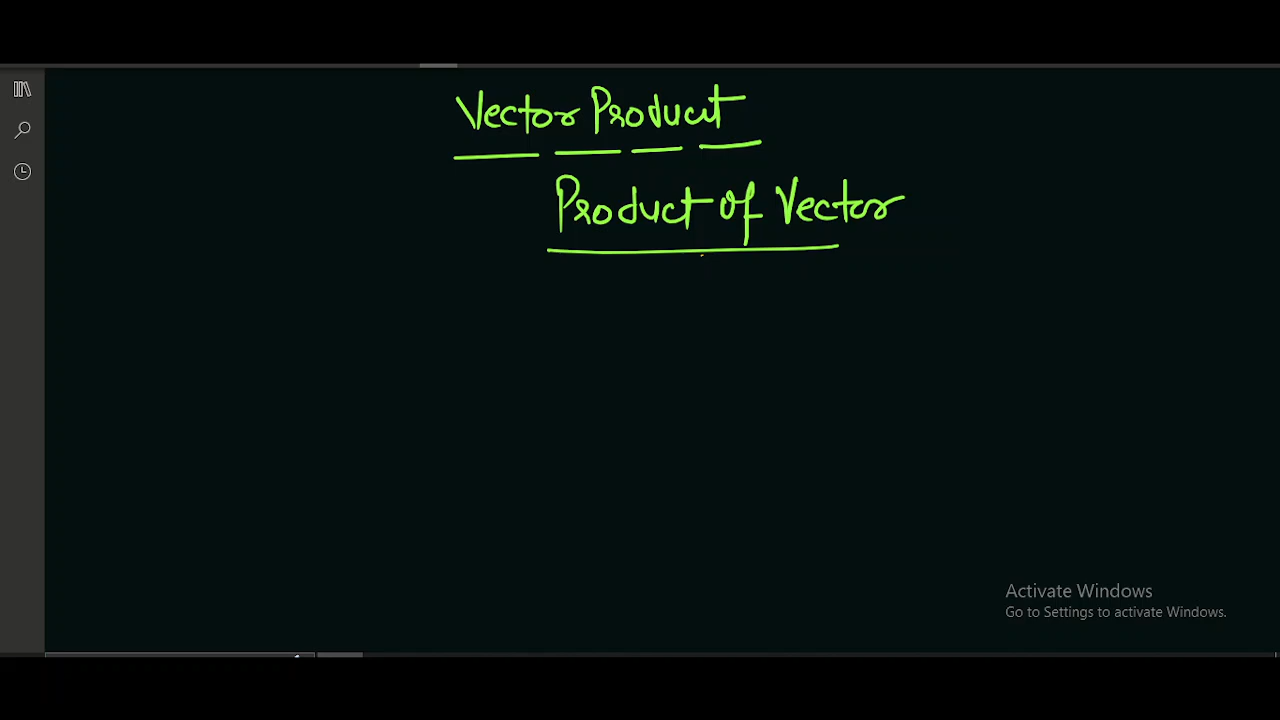 Vector Product
Product of Vector
Activate Windows
Go to Settings to activate Windows.